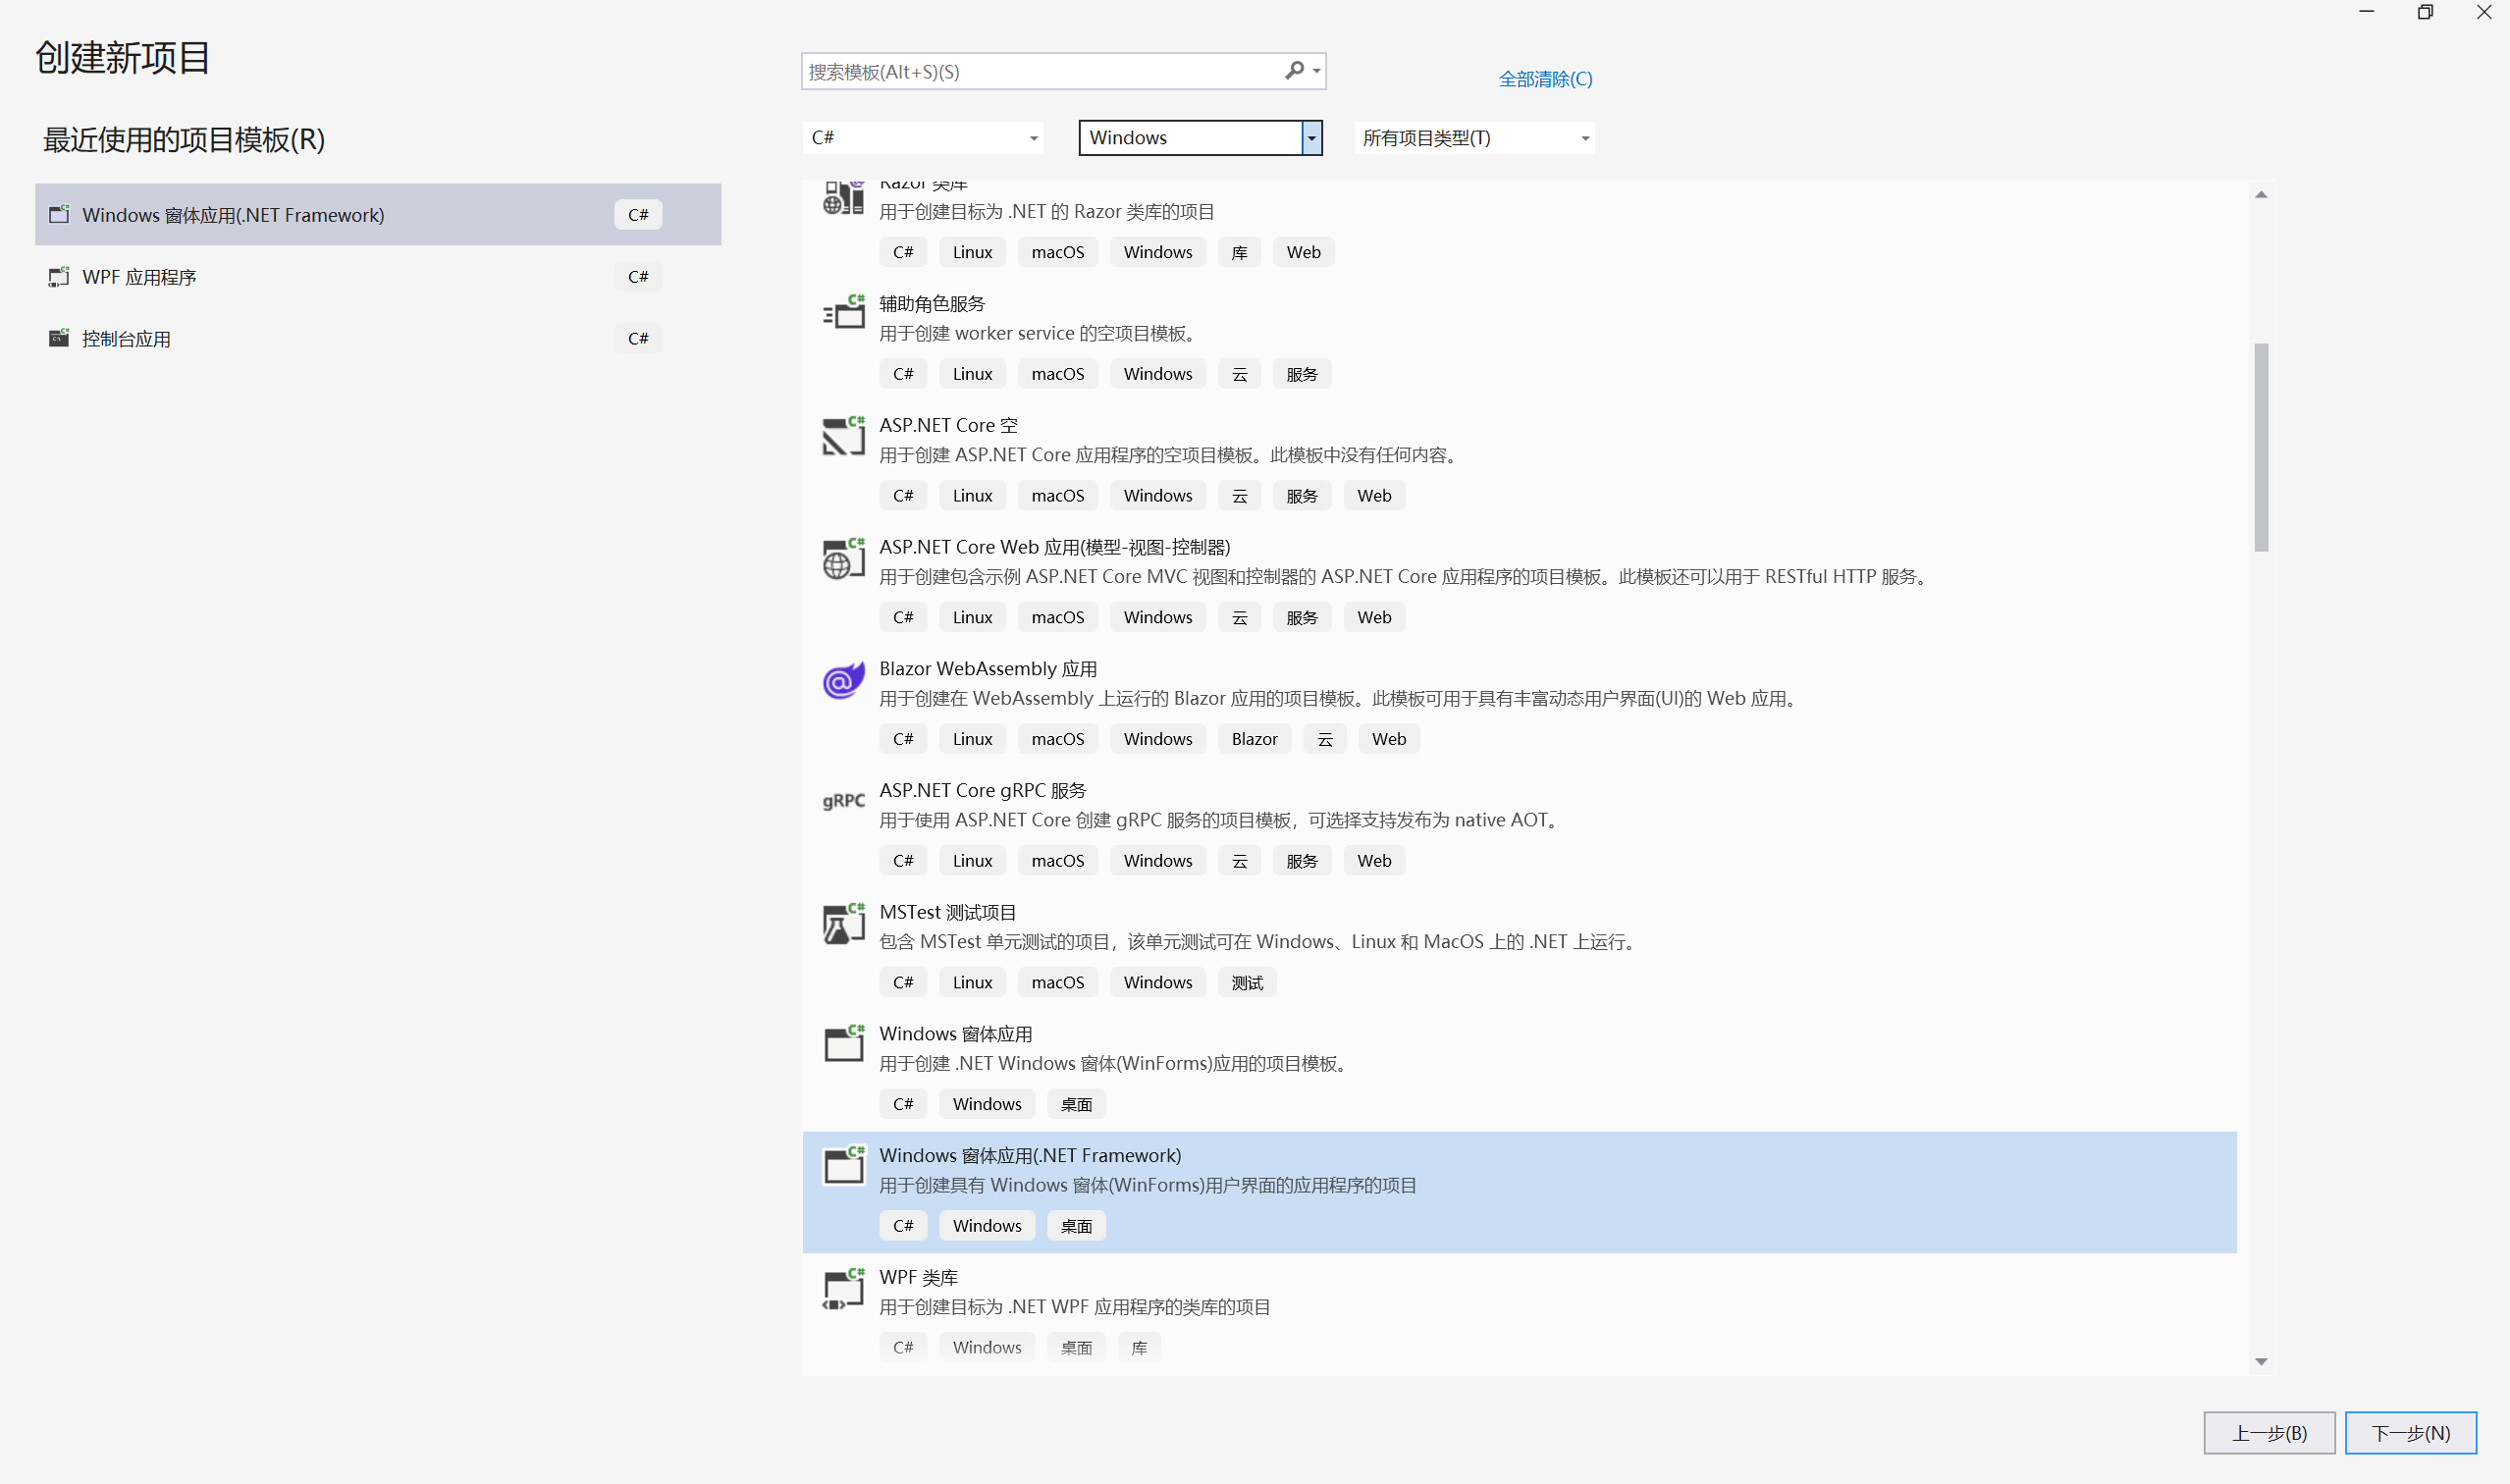 创建新项目
最近使用的项目模板(R)
Windows 窗体应用(.NET Framework)
C#
WPF 应用程序
C#
控制台应用
C#
搜索模板(Alt+S)(S)
全部清除(C)
C#
Windows
所有项目类型(T)
Razor 类库
用于创建目标为 .NET 的 Razor 类库的项目
C# Linux macOS Windows 库 Web
辅助角色服务
用于创建 worker service 的空项目模板。
C# Linux macOS Windows 云 服务
ASP.NET Core 空
用于创建 ASP.NET Core 应用程序的空项目模板。此模板中没有任何内容。
C# Linux macOS Windows 云 服务 Web
ASP.NET Core Web 应用(模型-视图-控制器)
用于创建包含示例 ASP.NET Core MVC 视图和控制器的 ASP.NET Core 应用程序的项目模板。此模板还可以用于 RESTful HTTP 服务。
C# Linux macOS Windows 云 服务 Web
Blazor WebAssembly 应用
用于创建在 WebAssembly 上运行的 Blazor 应用的项目模板。此模板可用于具有丰富动态用户界面(UI)的 Web 应用。
C# Linux macOS Windows Blazor 云 Web
gRPC
ASP.NET Core gRPC 服务
用于使用 ASP.NET Core 创建 gRPC 服务的项目模板，可选择支持发布为 native AOT。
C# Linux macOS Windows 云 服务 Web
MSTest 测试项目
包含 MSTest 单元测试的项目，该单元测试可在 Windows、Linux 和 MacOS 上的 .NET 上运行。
C# Linux macOS Windows 测试
Windows 窗体应用
用于创建 .NET Windows 窗体(WinForms)应用的项目模板。
C# Windows 桌面
Windows 窗体应用(.NET Framework)
用于创建具有 Windows 窗体(WinForms)用户界面的应用程序的项目
C# Windows 桌面
WPF 类库
用于创建目标为 .NET WPF 应用程序的类库的项目
C# Windows 桌面 库
上一步(B)
下一步(N)